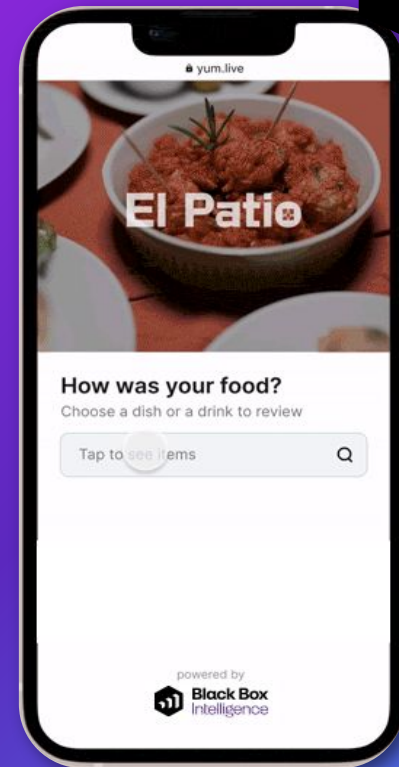 yum.live
El Patio
How was your food?
Choose a dish or a drink to review
Tap to see items
powered by
Black Box
Intelligence